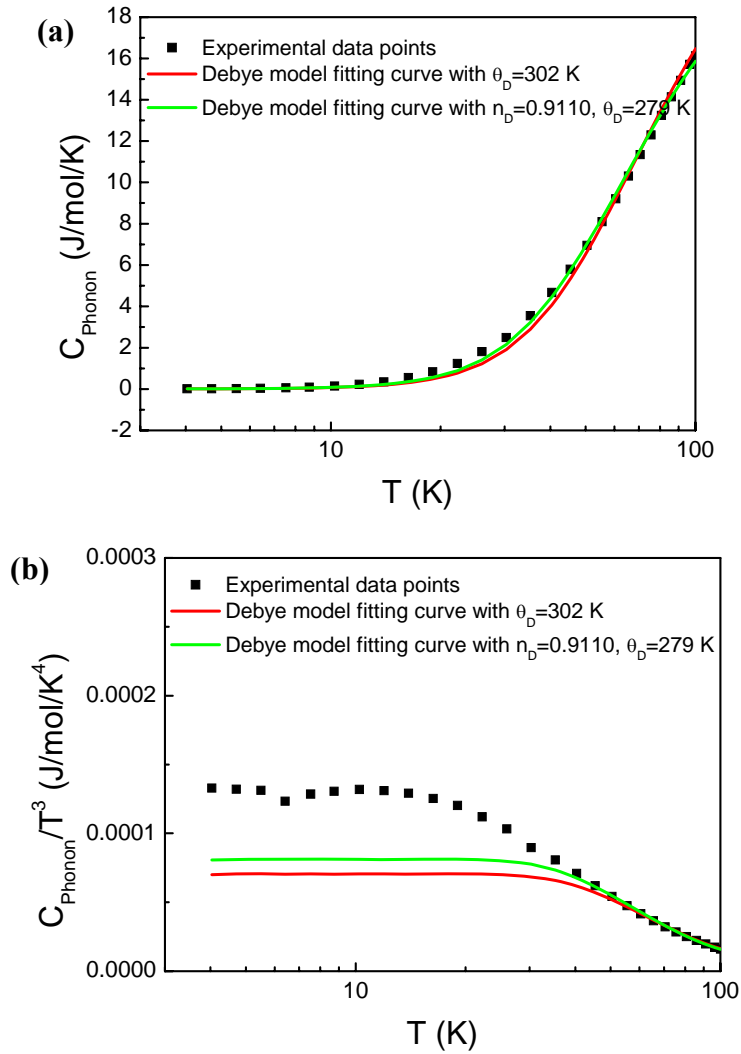 (a)
18
16
14
12
10
8
6
4
2
0
-2
C_Phonon (J/mol/K)
Experimental data points
Debye model fitting curve with θ_D=302 K
Debye model fitting curve with n_D=0.9110, θ_D=279 K
10 100
T (K)
(b)
0.0003
0.0002
0.0001
0.0000
C_Phonon/T^3 (J/mol/K^4)
Experimental data points
Debye model fitting curve with θ_D=302 K
Debye model fitting curve with n_D=0.9110, θ_D=279 K
10 100
T (K)